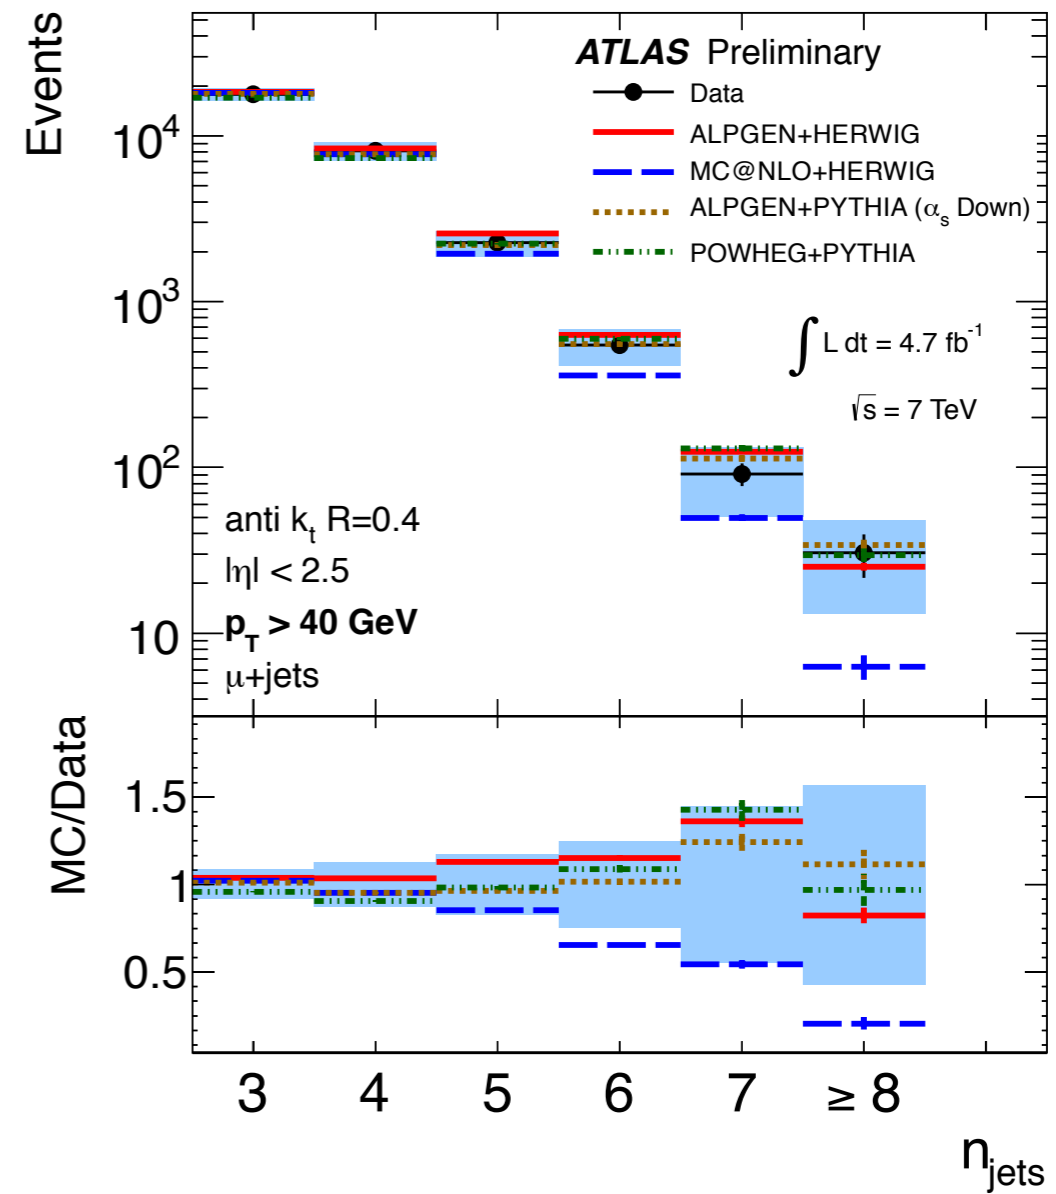 Events
10⁴
10³
10²
10
ATLAS Preliminary
Data
ALPGEN+HERWIG
MC@NLO+HERWIG
ALPGEN+PYTHIA (αₛ Down)
POWHEG+PYTHIA
∫ L dt = 4.7 fb⁻¹
√s = 7 TeV
anti kₜ R=0.4
|η| < 2.5
p_T > 40 GeV
μ+jets
MC/Data
1.5
1
0.5
3 4 5 6 7 ≥ 8
n_jets